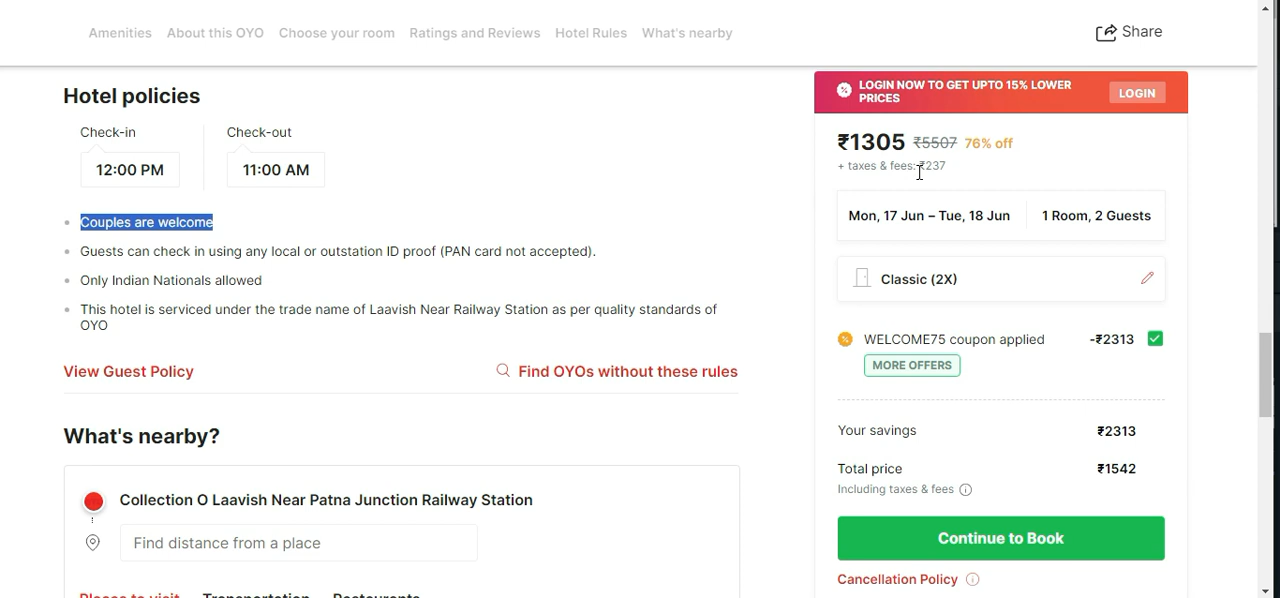 Amenities About this OYO Choose your room Ratings and Reviews Hotel Rules What's nearby
Share
Hotel policies
Check-in Check-out
12:00 PM 11:00 AM
Couples are welcome
Guests can check in using any local or outstation ID proof (PAN card not accepted).
Only Indian Nationals allowed
This hotel is serviced under the trade name of Laavish Near Railway Station as per quality standards of
OYO
View Guest Policy
Find OYOs without these rules
What's nearby?
Collection O Laavish Near Patna Junction Railway Station
Find distance from a place
LOGIN NOW TO GET UPTO 15% LOWER
PRICES
LOGIN
₹1305 ₹5507 76% off
+ taxes & fees: ₹237
Mon, 17 Jun – Tue, 18 Jun
1 Room, 2 Guests
Classic (2X)
WELCOME75 coupon applied -₹2313
MORE OFFERS
Your savings ₹2313
Total price ₹1542
Including taxes & fees
Continue to Book
Cancellation Policy